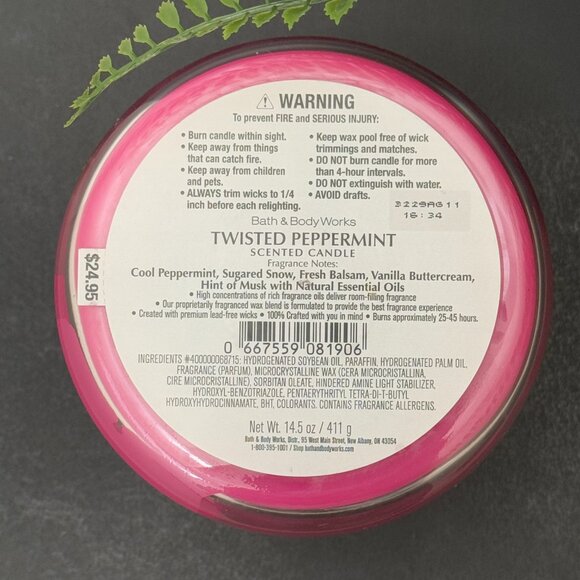 ⚠ WARNING
To prevent FIRE and SERIOUS INJURY:
• Burn candle within sight.
• Keep away from things
that can catch fire.
• Keep away from children
and pets.
• ALWAYS trim wicks to 1/4
inch before each relighting.
• Keep wax pool free of wick
trimmings and matches.
• DO NOT burn candle for more
than 4-hour intervals.
• DO NOT extinguish with water.
• AVOID drafts.
3229AG11
16:34
Bath & Body Works
TWISTED PEPPERMINT
SCENTED CANDLE
Fragrance Notes:
Cool Peppermint, Sugared Snow, Fresh Balsam, Vanilla Buttercream,
Hint of Musk with Natural Essential Oils
• High concentrations of rich fragrance oils deliver room-filling fragrance
• Our proprietarily fragranced wax blend is formulated to provide the best fragrance experience
• Created with premium lead-free wicks • 100% Crafted with you in mind • Burns approximately 25-45 hours.
0 667559 081906
INGREDIENTS #400000068715: HYDROGENATED SOYBEAN OIL, PARAFFIN, HYDROGENATED PALM OIL,
FRAGRANCE (PARFUM), MICROCRYSTALLINE WAX (CERA MICROCRISTALLINA,
CIRE MICROCRISTALLINE), SORBITAN OLEATE, HINDERED AMINE LIGHT STABILIZER,
HYDROXYL-BENZOTRIAZOLE, PENTAERYTHRITYL TETRA-DI-T-BUTYL
HYDROXYHYDROCINNAMATE, BHT, COLORANTS. CONTAINS FRAGRANCE ALLERGENS.
Net Wt. 14.5 oz / 411 g
Bath & Body Works, Distr., 95 West Main Street, New Albany, OH 43054
1-800-395-1001 / Shop bathandbodyworks.com
$24.95